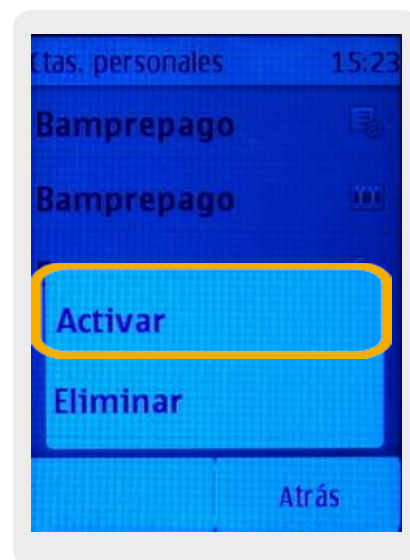 Ctas. personales 15:23
Bamprepago
Bamprepago
Activar
Eliminar
Atrás